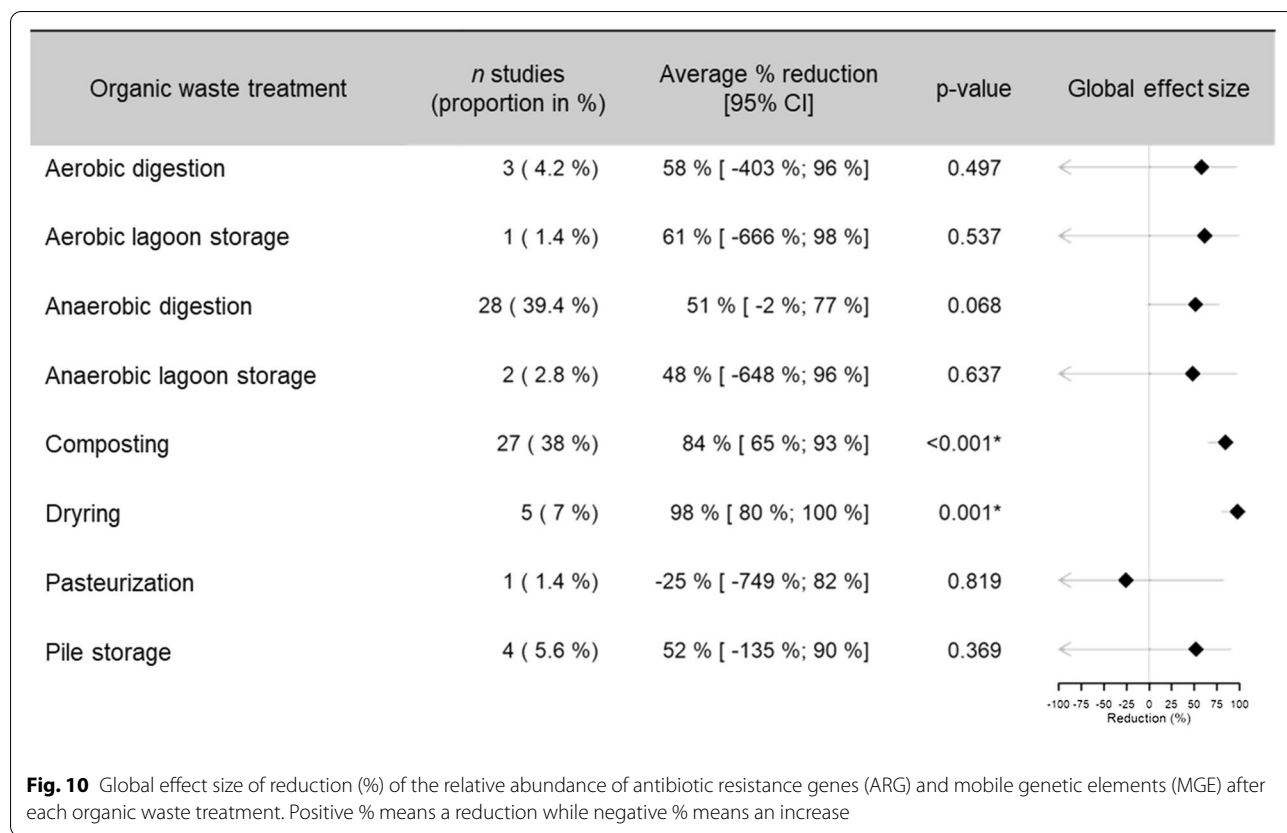 Organic waste treatment n studies (proportion in %) Average % reduction [95% CI] p-value Global effect size
Aerobic digestion 3 ( 4.2 %) 58 % [ -403 %; 96 %] 0.497
Aerobic lagoon storage 1 ( 1.4 %) 61 % [ -666 %; 98 %] 0.537
Anaerobic digestion 28 ( 39.4 %) 51 % [ -2 %; 77 %] 0.068
Anaerobic lagoon storage 2 ( 2.8 %) 48 % [ -648 %; 96 %] 0.637
Composting 27 ( 38 %) 84 % [ 65 %; 93 %] <0.001*
Dryring 5 ( 7 %) 98 % [ 80 %; 100 %] 0.001*
Pasteurization 1 ( 1.4 %) -25 % [ -749 %; 82 %] 0.819
Pile storage 4 ( 5.6 %) 52 % [ -135 %; 90 %] 0.369
-100 -75 -50 -25 0 25 50 75 100
Reduction (%)
Fig. 10 Global effect size of reduction (%) of the relative abundance of antibiotic resistance genes (ARG) and mobile genetic elements (MGE) after
each organic waste treatment. Positive % means a reduction while negative % means an increase